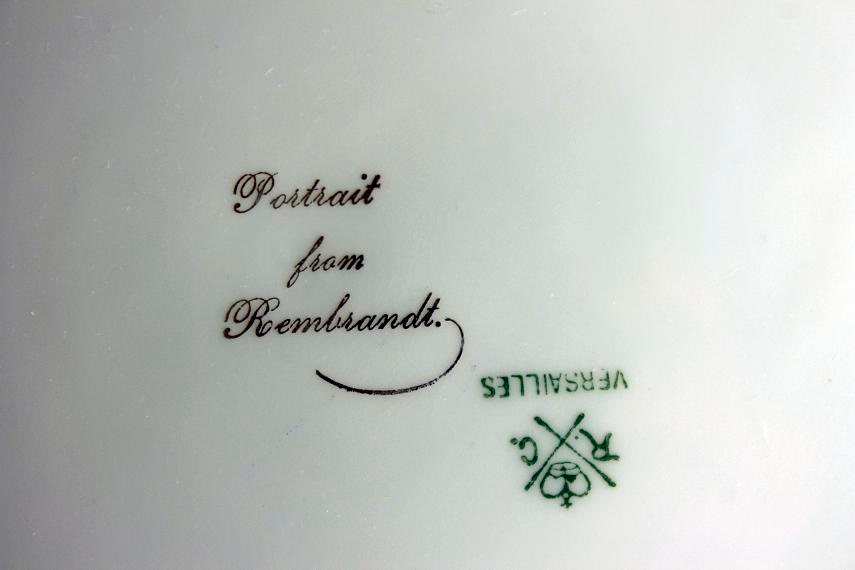 Portrait
from
Rembrandt.
VERSAILLES
R. C.